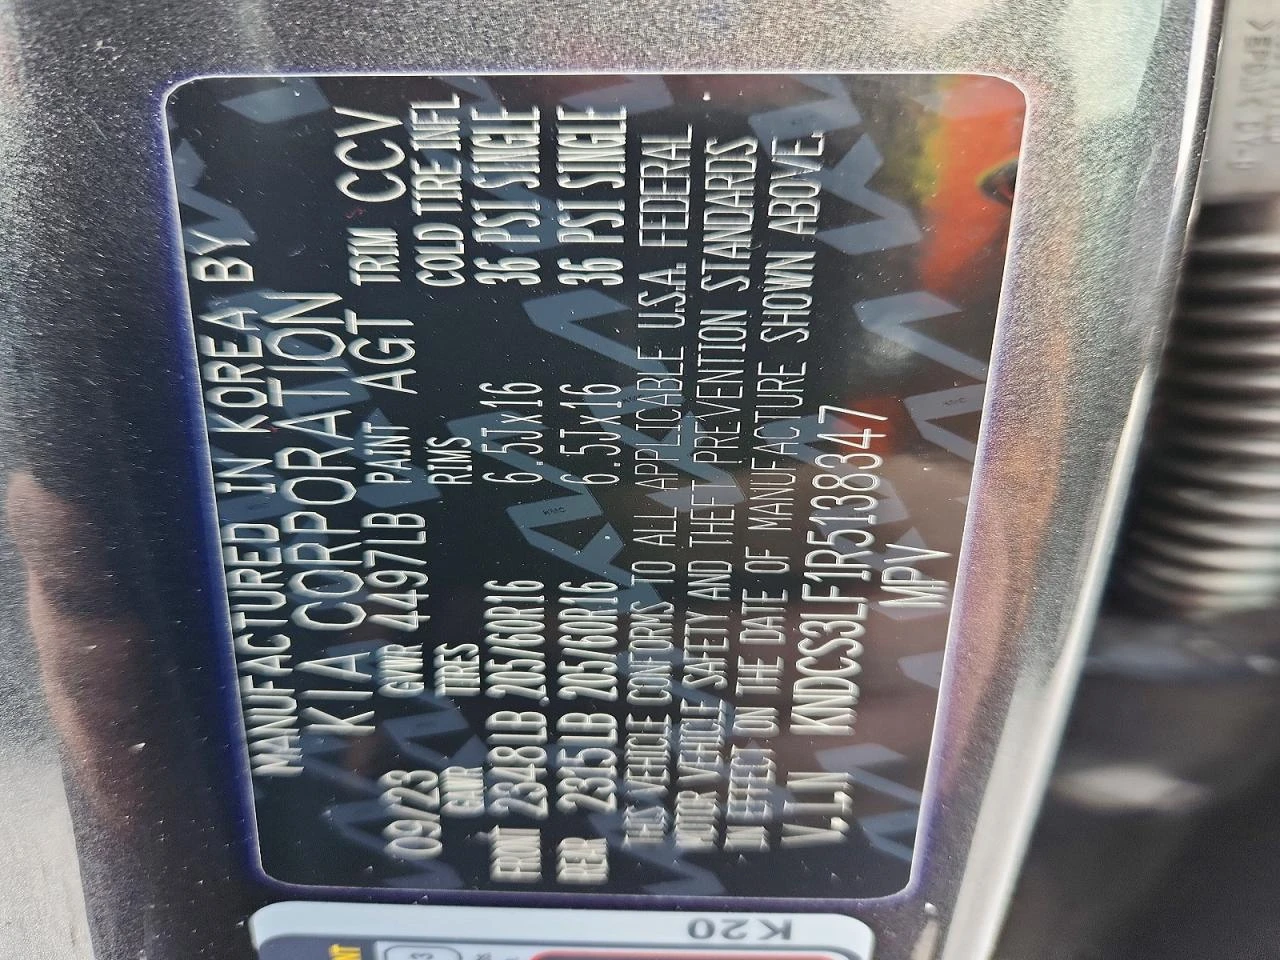 MANUFACTURED IN KOREA BY
KIA CORPORATION
09/23 GWR 4497LB PAINT AGT TRIM CCV
GAWR TIRES RIMS COLD TIRE INFL
FRNT 2348LB 205/60R16 6.5Jx16 36 PSI SINGLE
RER 2315LB 205/60R16 6.5Jx16 36 PSI SINGLE
THIS VEHICLE CONFORMS TO ALL APPLICABLE U.S.A. FEDERAL
MOTOR VEHICLE SAFETY AND THEFT PREVENTION STANDARDS
IN EFFECT ON THE DATE OF MANUFACTURE SHOWN ABOVE.
V.I.N KNDCS3LF1R5138347
MPV
K20